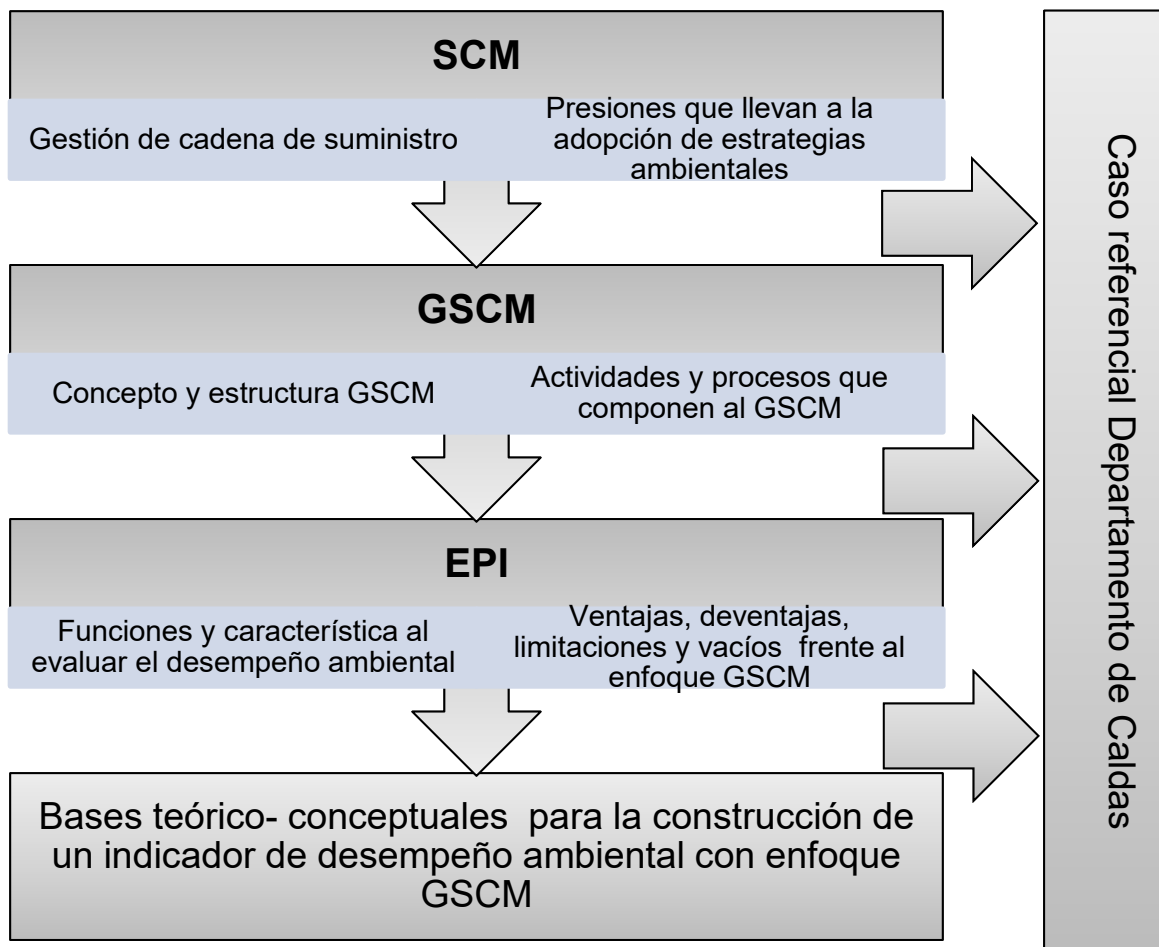 SCM
Gestión de cadena de suministro
Presiones que llevan a la
adopción de estrategias
ambientales
GSCM
Concepto y estructura GSCM
Actividades y procesos que
componen al GSCM
EPI
Funciones y característica al
evaluar el desempeño ambiental
Ventajas, deventajas,
limitaciones y vacíos frente al
enfoque GSCM
Bases teórico- conceptuales para la construcción de
un indicador de desempeño ambiental con enfoque
GSCM
Caso referencial Departamento de Caldas